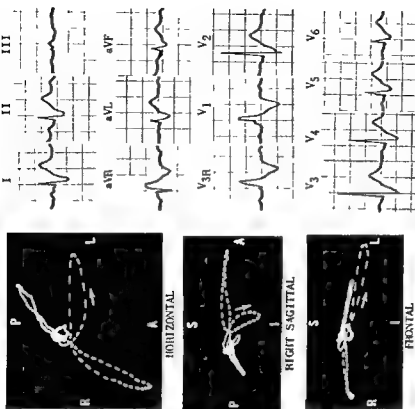 I II III
aVR aVL aVF
V3R V1 V2
V3 V4 V5 V6
P
R L
A
HORIZONTAL
S
P A
I
RIGHT SAGITTAL
S
R L
I
FRONTAL